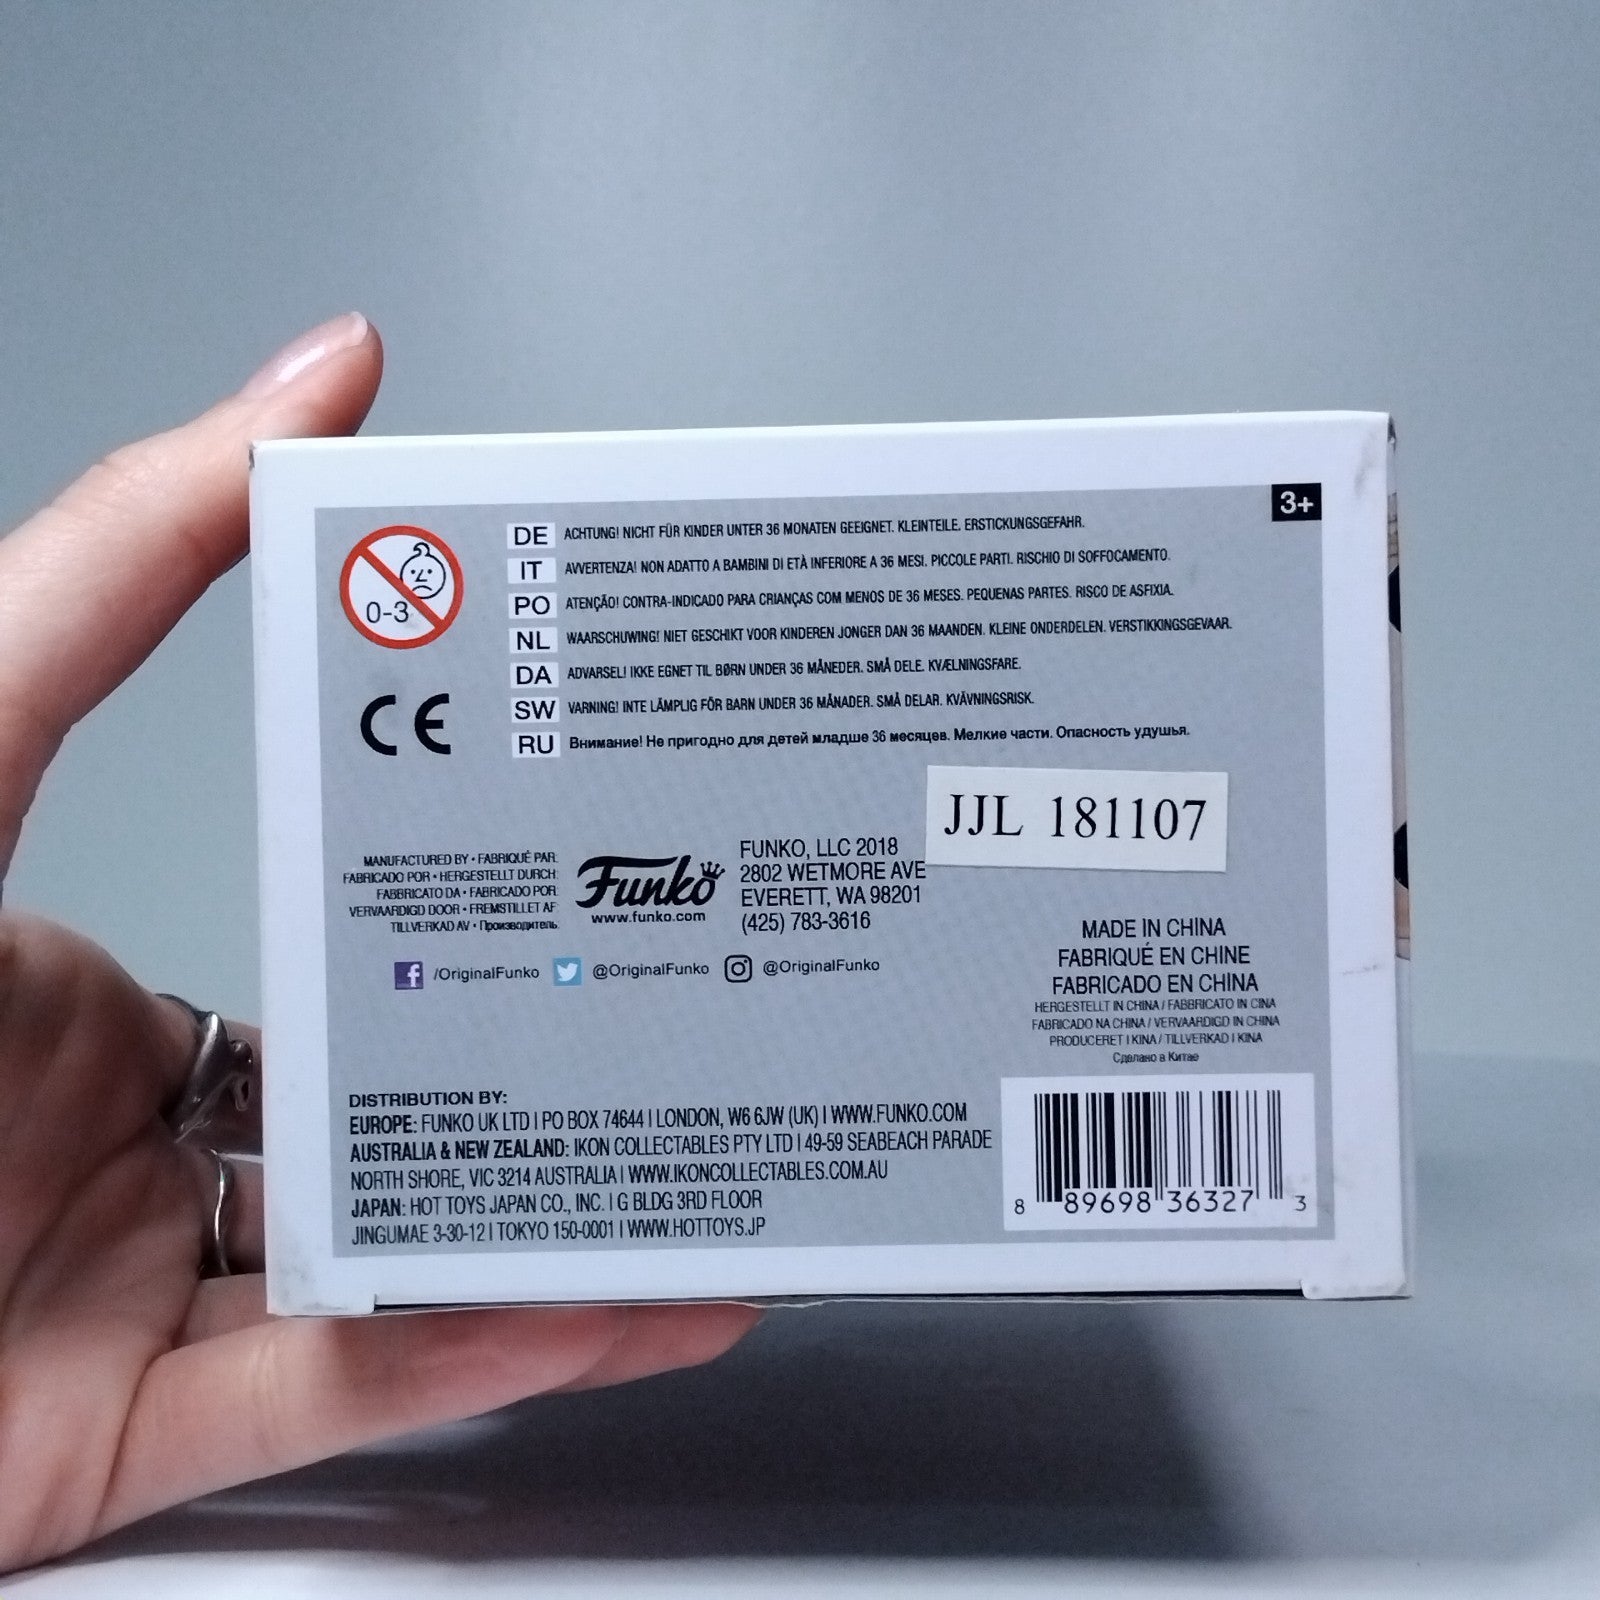 3+
0-3
DE ACHTUNG! NICHT FÜR KINDER UNTER 36 MONATEN GEEIGNET. KLEINTEILE. ERSTICKUNGSGEFAHR.
IT AVVERTENZA! NON ADATTO A BAMBINI DI ETÀ INFERIORE A 36 MESI. PICCOLE PARTI. RISCHIO DI SOFFOCAMENTO.
PO ATENÇÃO! CONTRA-INDICADO PARA CRIANÇAS COM MENOS DE 36 MESES. PEQUENAS PARTES. RISCO DE ASFIXIA.
NL WAARSCHUWING! NIET GESCHIKT VOOR KINDEREN JONGER DAN 36 MAANDEN. KLEINE ONDERDELEN. VERSTIKKINGSGEVAAR.
DA ADVARSEL! IKKE EGNET TIL BØRN UNDER 36 MÅNEDER. SMÅ DELE. KVÆLNINGSFARE.
SW VARNING! INTE LÄMPLIG FÖR BARN UNDER 36 MÅNADER. SMÅ DELAR. KVÄVNINGSRISK.
RU Внимание! Не пригодно для детей младше 36 месяцев. Мелкие части. Опасность удушья.
CE
JJL 181107
MANUFACTURED BY • FABRIQUÉ PAR:
FABRICADO POR • HERGESTELLT DURCH:
FABBRICATO DA • FABRICADO POR:
VERVAARDIGD DOOR • FREMSTILLET AF:
TILLVERKAD AV • Производитель:
Funko
www.funko.com
FUNKO, LLC 2018
2802 WETMORE AVE
EVERETT, WA 98201
(425) 783-3616
/OriginalFunko @OriginalFunko @OriginalFunko
MADE IN CHINA
FABRIQUÉ EN CHINE
FABRICADO EN CHINA
HERGESTELLT IN CHINA / FABBRICATO IN CINA
FABRICADO NA CHINA / VERVAARDIGD IN CHINA
PRODUCERET I KINA / TILLVERKAD I KINA
Сделано в Китае
DISTRIBUTION BY:
EUROPE: FUNKO UK LTD | PO BOX 74644 | LONDON, W6 6JW (UK) | WWW.FUNKO.COM
AUSTRALIA & NEW ZEALAND: IKON COLLECTABLES PTY LTD | 49-59 SEABEACH PARADE
NORTH SHORE, VIC 3214 AUSTRALIA | WWW.IKONCOLLECTABLES.COM.AU
JAPAN: HOT TOYS JAPAN CO., INC. | G BLDG 3RD FLOOR
JINGUMAE 3-30-12 | TOKYO 150-0001 | WWW.HOTTOYS.JP
8 89698 36327 3